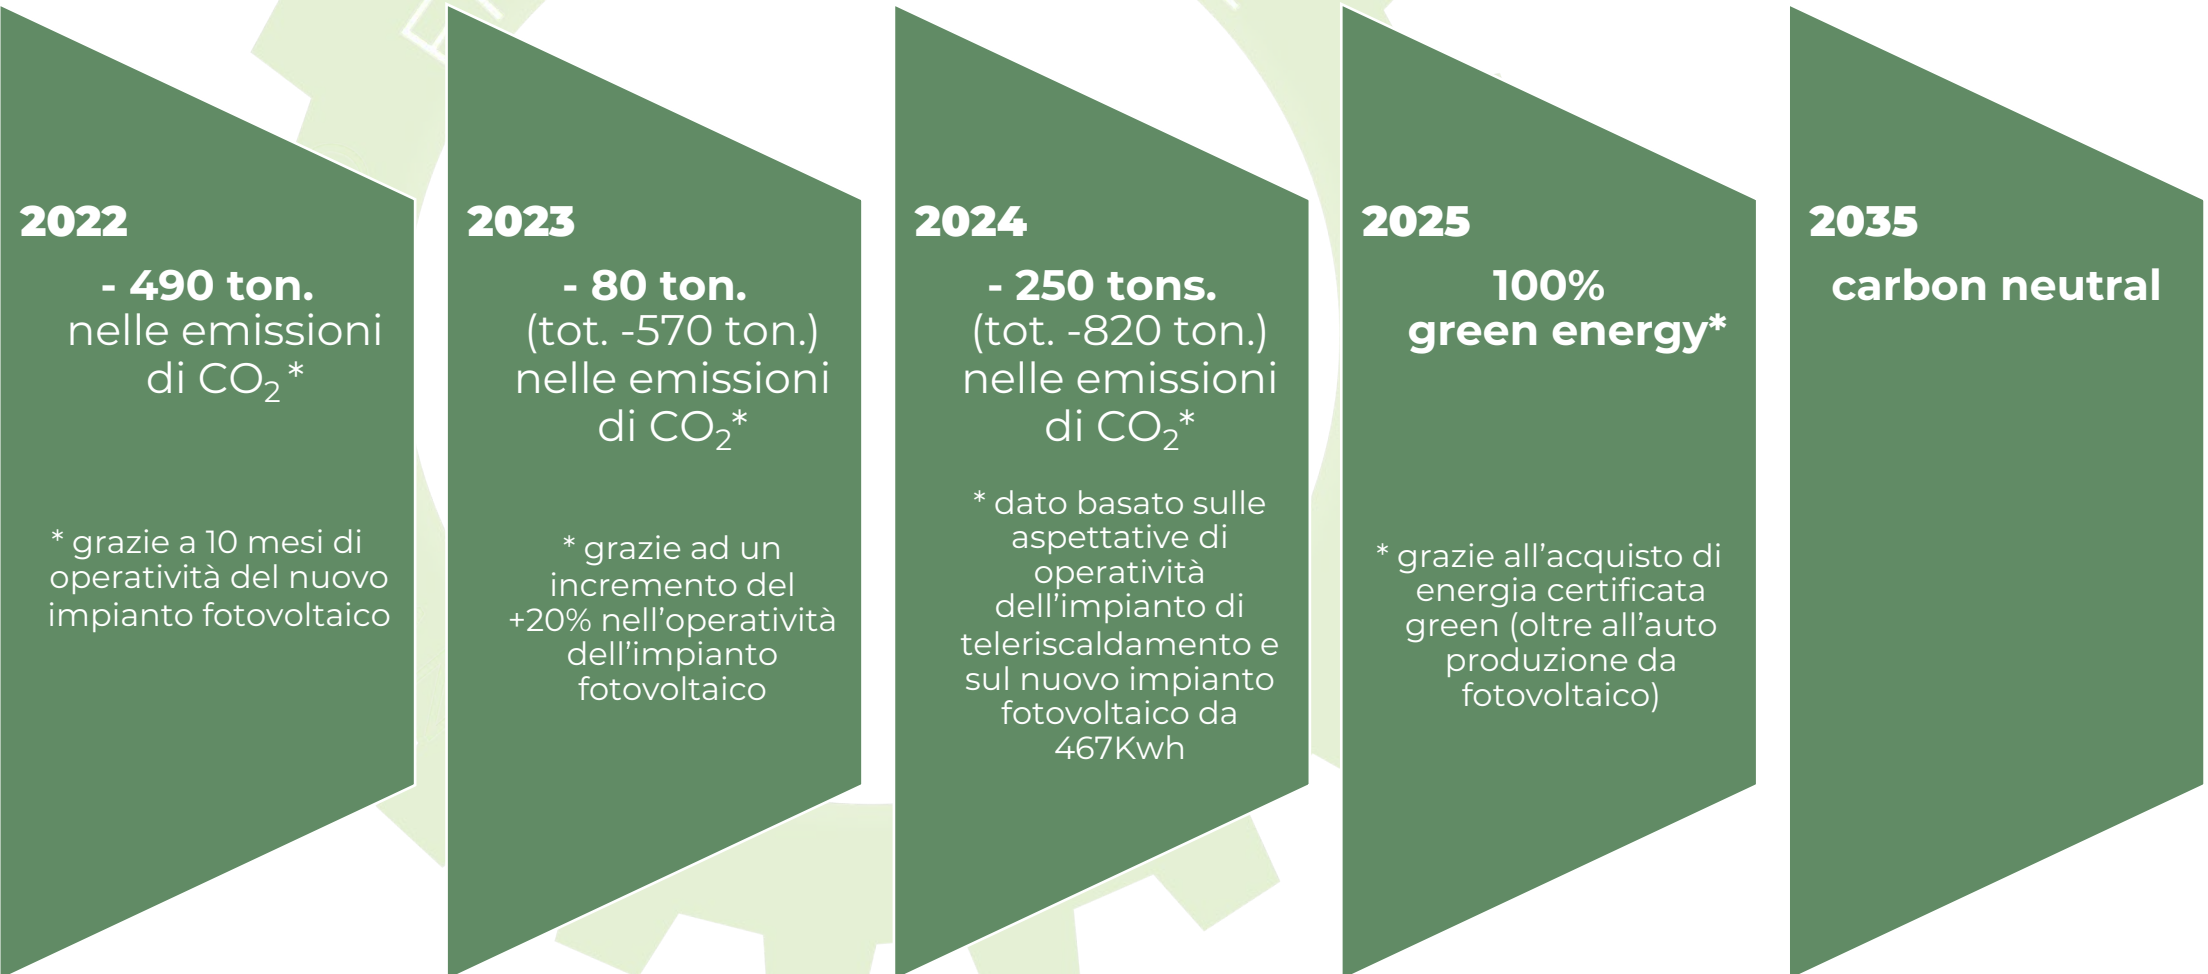 2022
- 490 ton.
nelle emissioni
di CO₂*
* grazie a 10 mesi di
operatività del nuovo
impianto fotovoltaico
2023
- 80 ton.
(tot. -570 ton.)
nelle emissioni
di CO₂*
* grazie ad un
incremento del
+20% nell’operatività
dell’impianto
fotovoltaico
2024
- 250 tons.
(tot. -820 ton.)
nelle emissioni
di CO₂*
* dato basato sulle
aspettative di
operatività
dell’impianto di
teleriscaldamento e
sul nuovo impianto
fotovoltaico da
467Kwh
2025
100%
green energy*
* grazie all’acquisto di
energia certificata
green (oltre all’auto
produzione da
fotovoltaico)
2035
carbon neutral